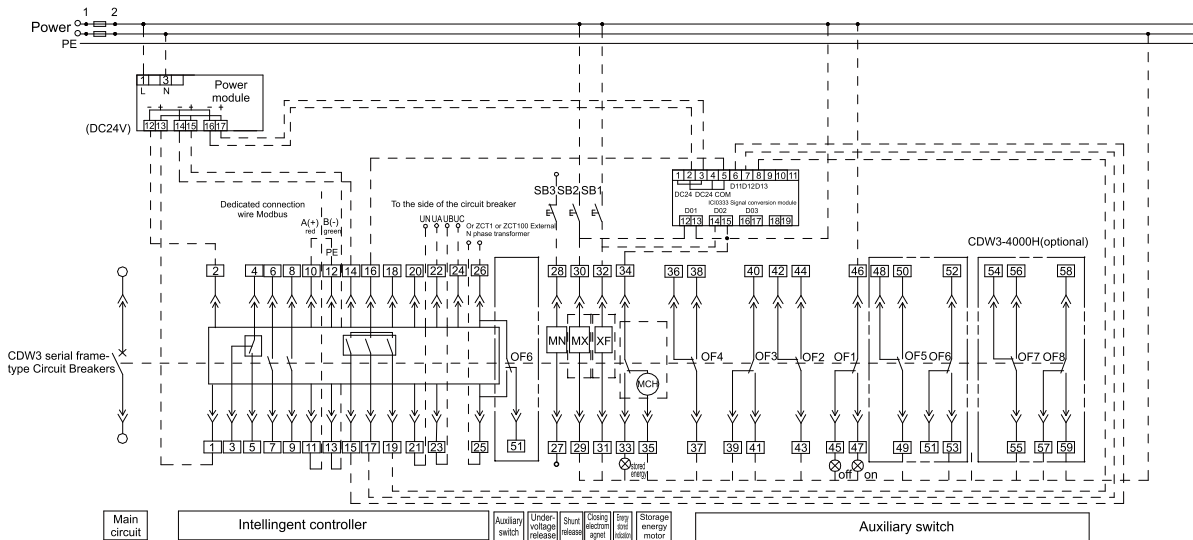 1 2
Power
PE
1 3
L N
Power
module
- + - + - +
(DC24V)
12 13 14 15 16 17
1 2 3 4 5 6 7 8 9 10 11
D11D12D13
DC24 DC24 COM
ICI0333 Signal conversion module
D01 D02 D03
12 13 14 15 16 17 18 19
SB3 SB2 SB1
Dedicated connection
wire Modbus
A(+) B(-)
red green
PE
To the side of the circuit breaker
UN UA UB UC
Or ZCT1 or ZCT100 External
N phase transformer
CDW3-4000H(optional)
2 4 6 8 10 12 14 16 18 20 22 24 26 28 30 32 34 36 38 40 42 44 46 48 50 52 54 56 58
CDW3 serial frame-
type Circuit Breakers
OF6 MN MX XF MCH OF4 OF3 OF2 OF1 OF5 OF6 OF7 OF8
1 3 5 7 9 11 13 15 17 19 21 23 25 51 27 29 31 33 35 37 39 41 43 45 47 49 51 53 55 57 59
stored
energy
off on
Main
circuit
Intellingent controller
Auxiliary
switch
Under-
voltage
release
Shunt
release
Closing
electrom
agnet
Energy
stored
indication
Storage
energy
motor
Auxiliary switch